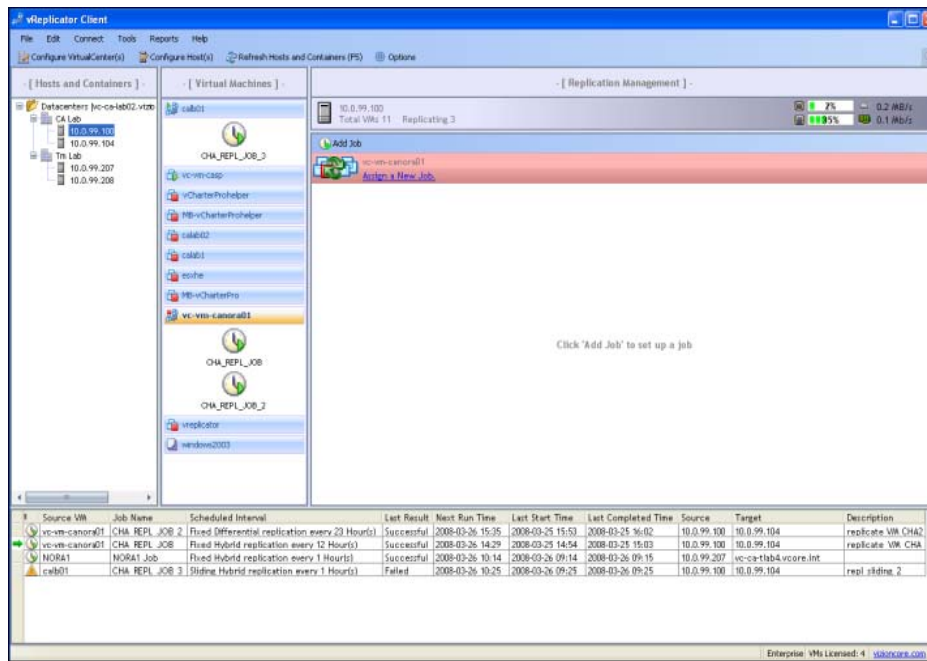 vReplicator Client
File Edit Connect Tools Reports Help
Configure VirtualCenter(s) Configure Host(s) Refresh Hosts and Containers (F5) Options
- [ Hosts and Containers ] -
Datacenters [vc-ca-lab02.vizio
CA Lab
10.0.99.100
10.0.99.104
Tm Lab
10.0.99.207
10.0.99.208
- [ Virtual Machines ] -
calb01
CHA_REPL_JOB_3
vc-vm-casp
vCharterProhelper
MB-vCharterProhelper
calab02
calab1
esxhe
MB-vCharterPro
vc-vm-canora01
CHA_REPL_JOB
CHA_REPL_JOB_2
vreplicator
windows2003
- [ Replication Management ] -
10.0.99.100
Total VMs 11 Replicating 3
7% 0.2 MB/s
35% 0.1 Mb/s
Add Job
vc-vm-canora01
Assign a New Job.
Click 'Add Job' to set up a job
! Source VM Job Name Scheduled Interval Last Result Next Run Time Last Start Time Last Completed Time Source Target Description
vc-vm-canora01 CHA_REPL_JOB_2 Fixed Differential replication every 23 Hour(s) Successful 2008-03-26 15:35 2008-03-25 15:53 2008-03-25 16:02 10.0.99.100 10.0.99.104 replicate VM CHA2
vc-vm-canora01 CHA_REPL_JOB Fixed Hybrid replication every 12 Hour(s) Successful 2008-03-26 14:29 2008-03-25 14:54 2008-03-25 15:03 10.0.99.100 10.0.99.104 replicate VM CHA
NORA1 NORA1 Job Fixed Hybrid replication every 1 Hour(s) Successful 2008-03-26 10:14 2008-03-26 09:14 2008-03-26 09:15 10.0.99.207 vc-ca-tlab4.vcore.int
calb01 CHA_REPL_JOB_3 Sliding Hybrid replication every 1 Hour(s) Failed 2008-03-26 10:25 2008-03-26 09:25 2008-03-26 09:25 10.0.99.100 10.0.99.104 repl sliding 2
Enterprise VMs Licensed: 4 vizioncore.com